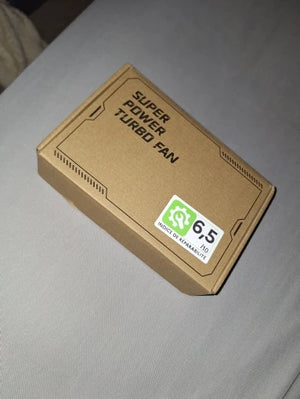 SUPER
POWER
TURBO FAN
6,5
/10
INDICE DE RÉPARABILITÉ